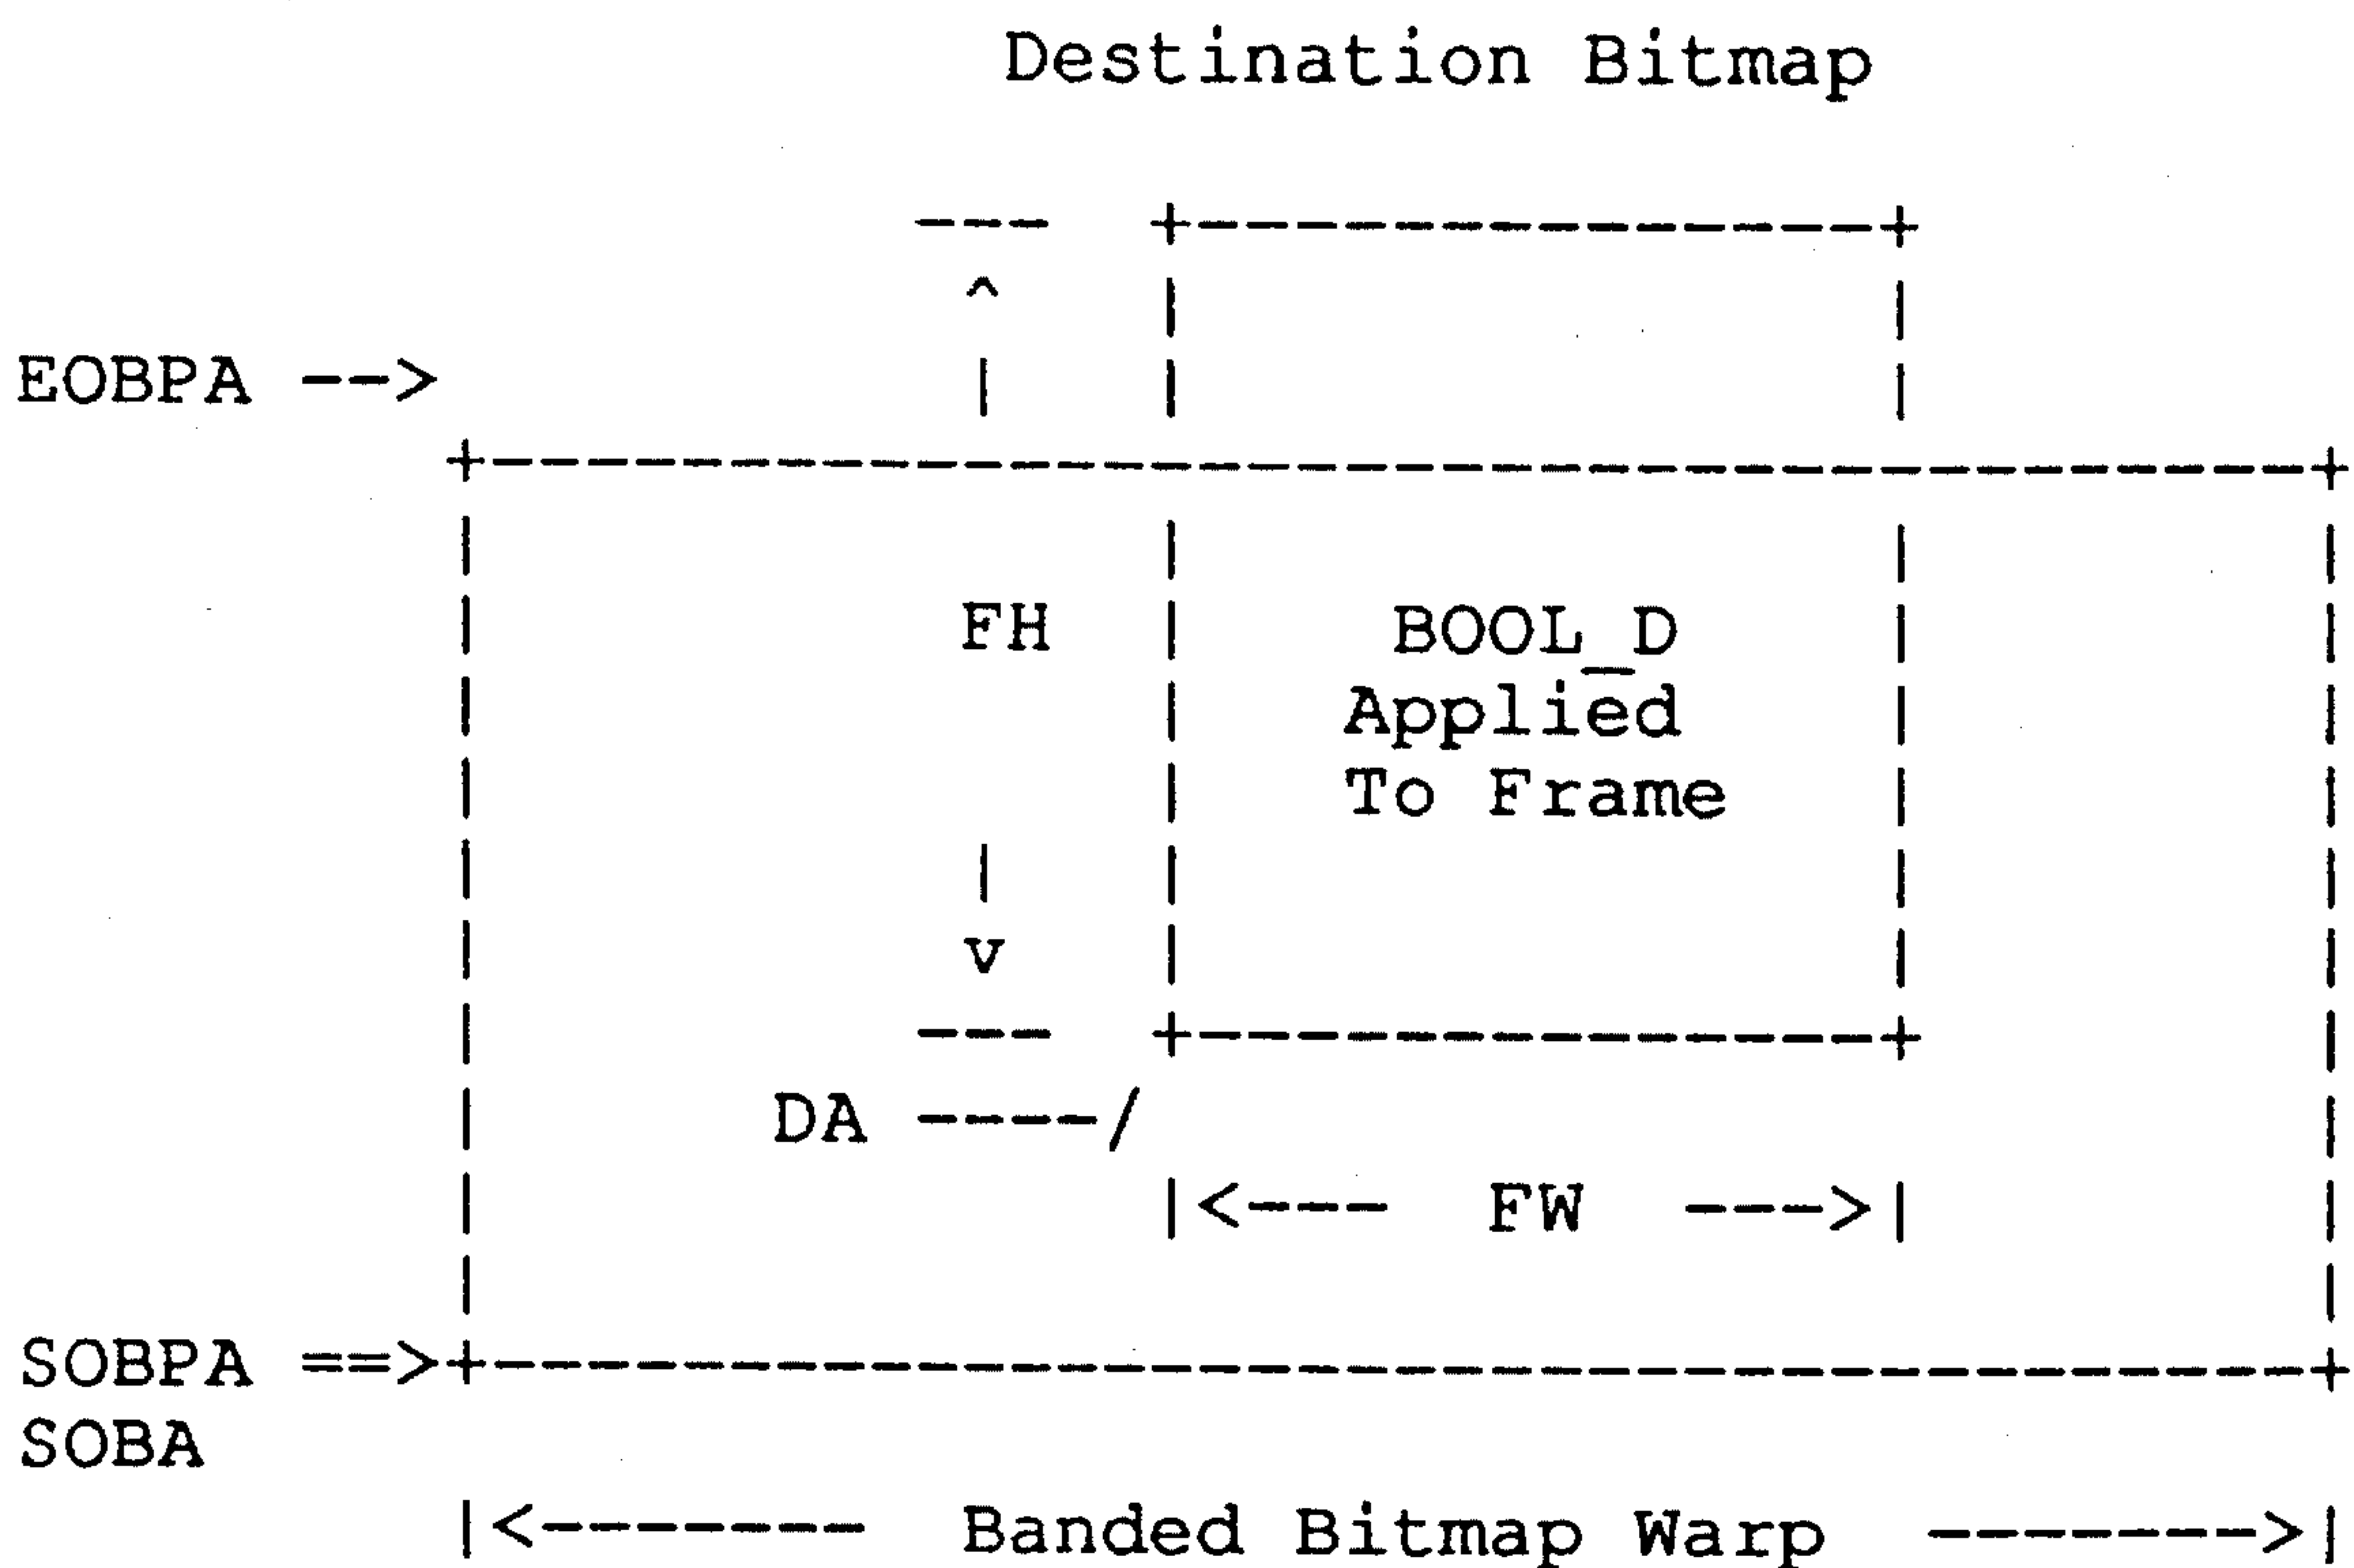 Destination Bitmap
--- +---------------+
^ | |
EOBPA --> | | |
+---------------------------------------+
| | | |
| FH | BOOL_D | |
| | Applied | |
| | To Frame | |
| | | | |
| v | | |
| --- +---------------+ |
| DA ----/ |
| |<--- FW --->| |
| |
SOBPA ==>+---------------------------------------+
SOBA
|<------- Banded Bitmap Warp ------->|